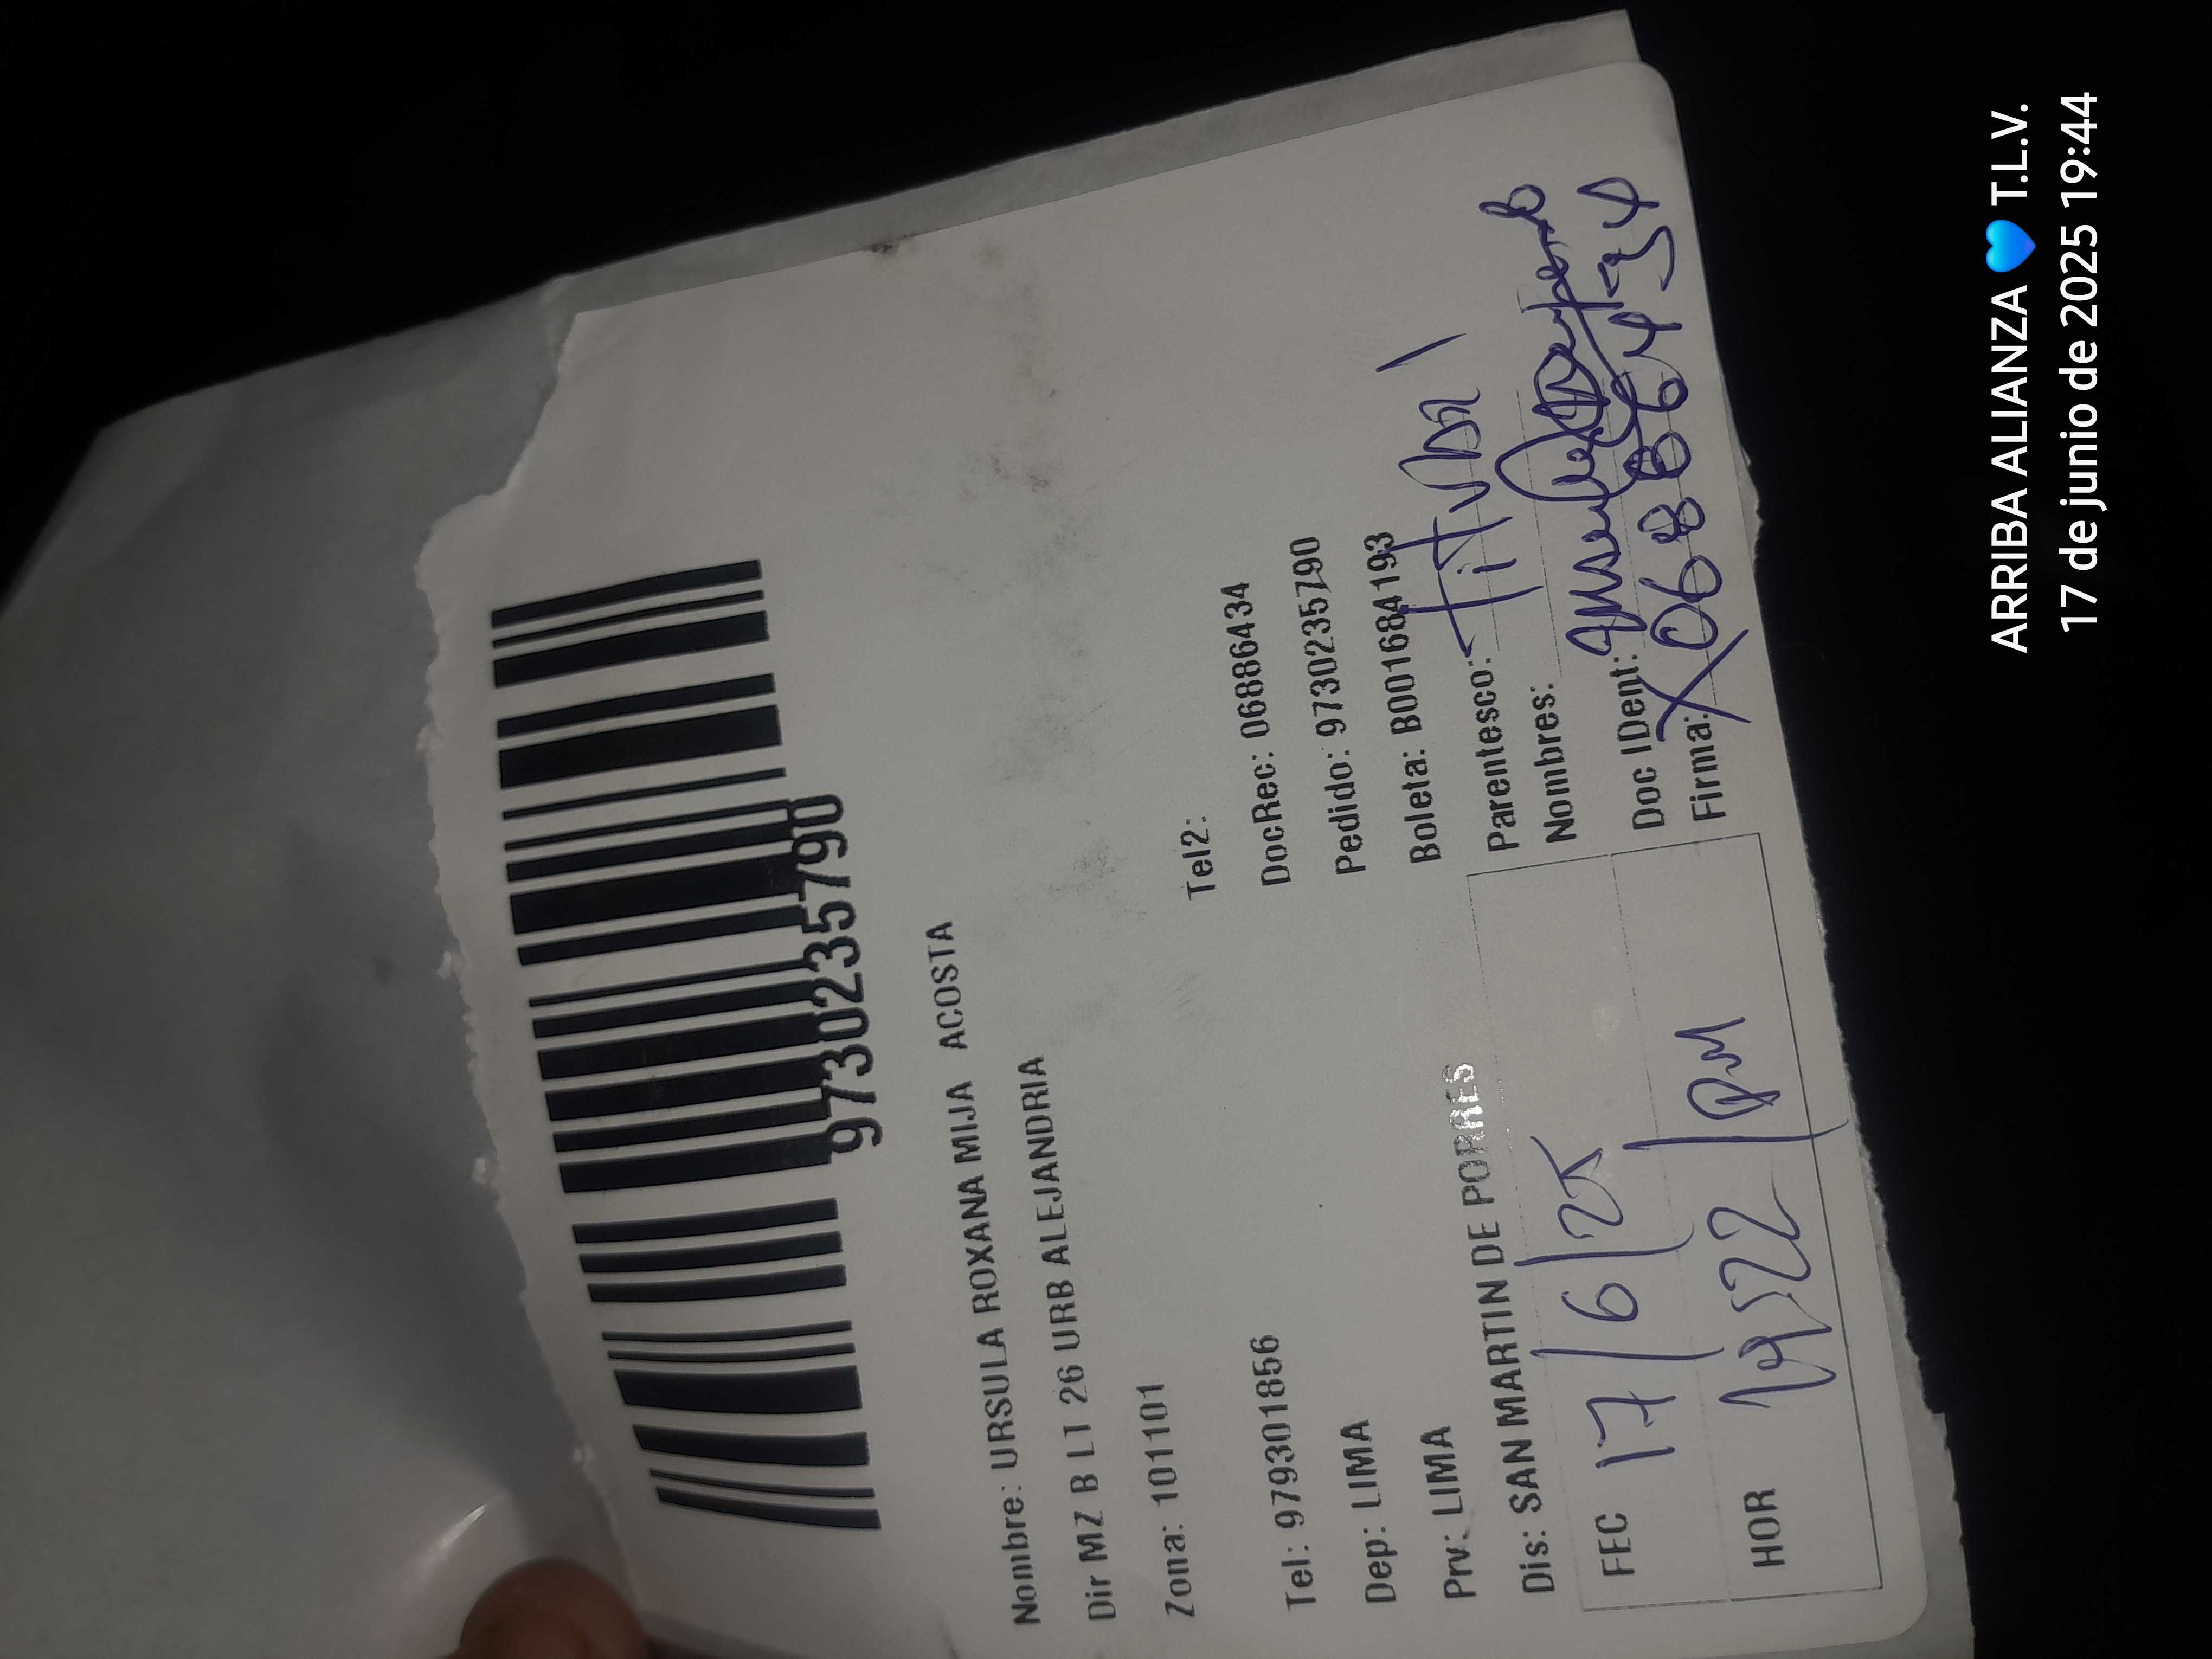 9730235790
Nombre: URSULA ROXANA MIJA ACOSTA
Dir MZ B LT 26 URB ALEJANDRIA
Zona: 101101
Tel: 979301856
Tel2:
Dep: LIMA
DocRec: 06886434
Prv: LIMA
Pedido: 9730235790
Dis: SAN MARTIN DE PORRES
Boleta: B001684193
FEC 17/6/25
Parentesco: TiTUlar
Nombres:
HOR 19:22 PM
Doc IDent: 06886434
Firma: X
ARRIBA ALIANZA 💙 T.L.V.
17 de junio de 2025 19:44